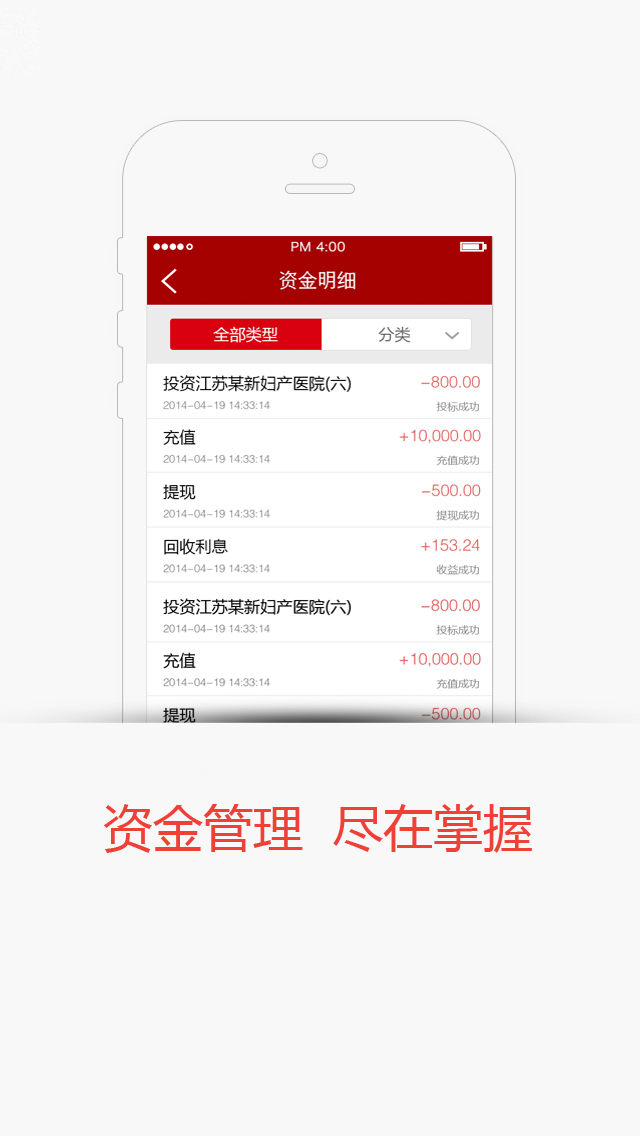 PM 4:00
资金明细
全部类型 分类
投资江苏某新妇产医院(六) -800.00
2014-04-19 14:33:14 投标成功
充值 +10,000.00
2014-04-19 14:33:14 充值成功
提现 -500.00
2014-04-19 14:33:14 提现成功
回收利息 +153.24
2014-04-19 14:33:14 收益成功
投资江苏某新妇产医院(六) -800.00
2014-04-19 14:33:14 投标成功
充值 +10,000.00
2014-04-19 14:33:14 充值成功
提现 -500.00
资金管理 尽在掌握